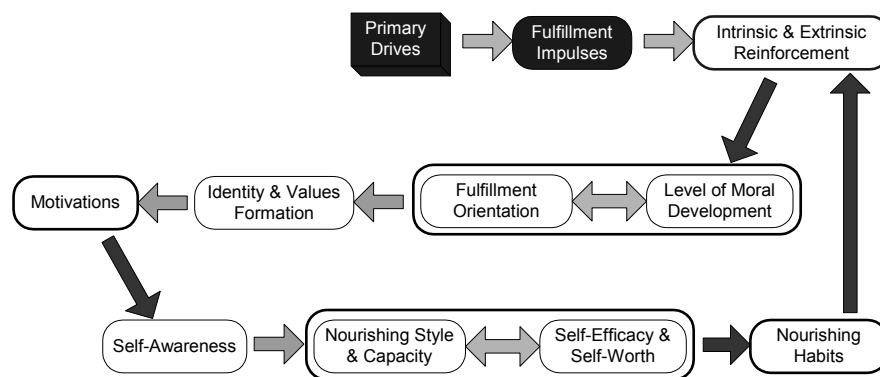 Primary
Drives
Fulfillment
Impulses
Intrinsic & Extrinsic
Reinforcement
Motivations
Identity & Values
Formation
Fulfillment
Orientation
Level of Moral
Development
Self-Awareness
Nourishing Style
& Capacity
Self-Efficacy &
Self-Worth
Nourishing
Habits